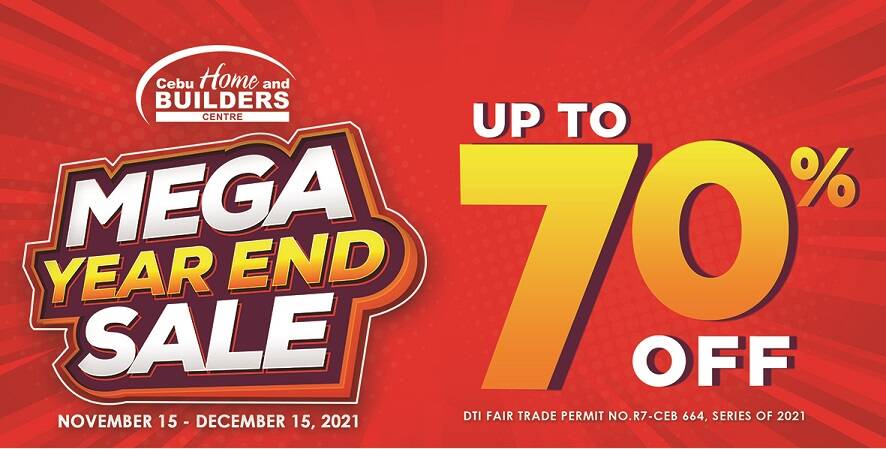 Cebu Home and
BUILDERS
CENTRE
MEGA
YEAR END
SALE
NOVEMBER 15 - DECEMBER 15, 2021
UP TO
70%
OFF
DTI FAIR TRADE PERMIT NO.R7-CEB 664, SERIES OF 2021